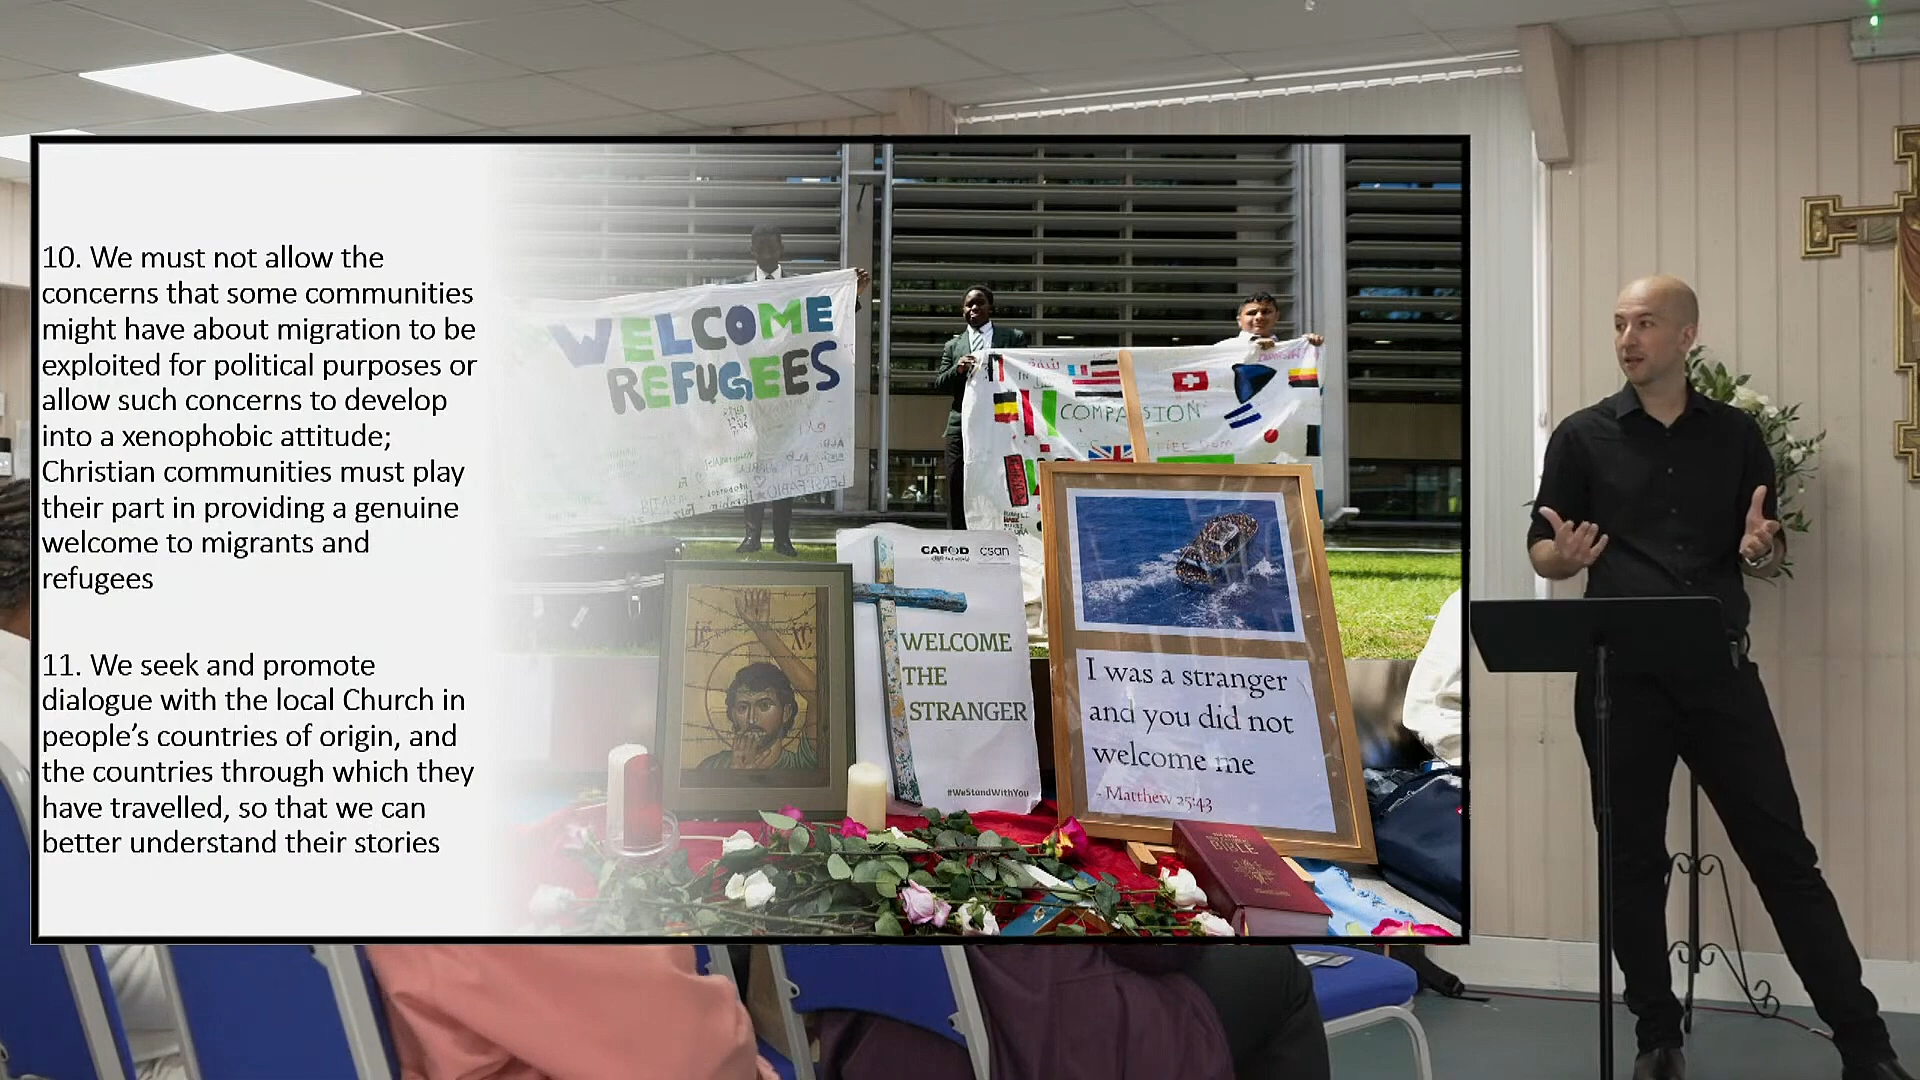 10. We must not allow the
concerns that some communities
might have about migration to be
exploited for political purposes or
allow such concerns to develop
into a xenophobic attitude;
Christian communities must play
their part in providing a genuine
welcome to migrants and
refugees
11. We seek and promote
dialogue with the local Church in
people’s countries of origin, and
the countries through which they
have travelled, so that we can
better understand their stories
WELCOME
REFUGEES
COMPASSION
FREEDOM
CAFOD
csan
WELCOME
THE
STRANGER
#WeStandWithYou
I was a stranger
and you did not
welcome me
- Matthew 25:43
BIBLE